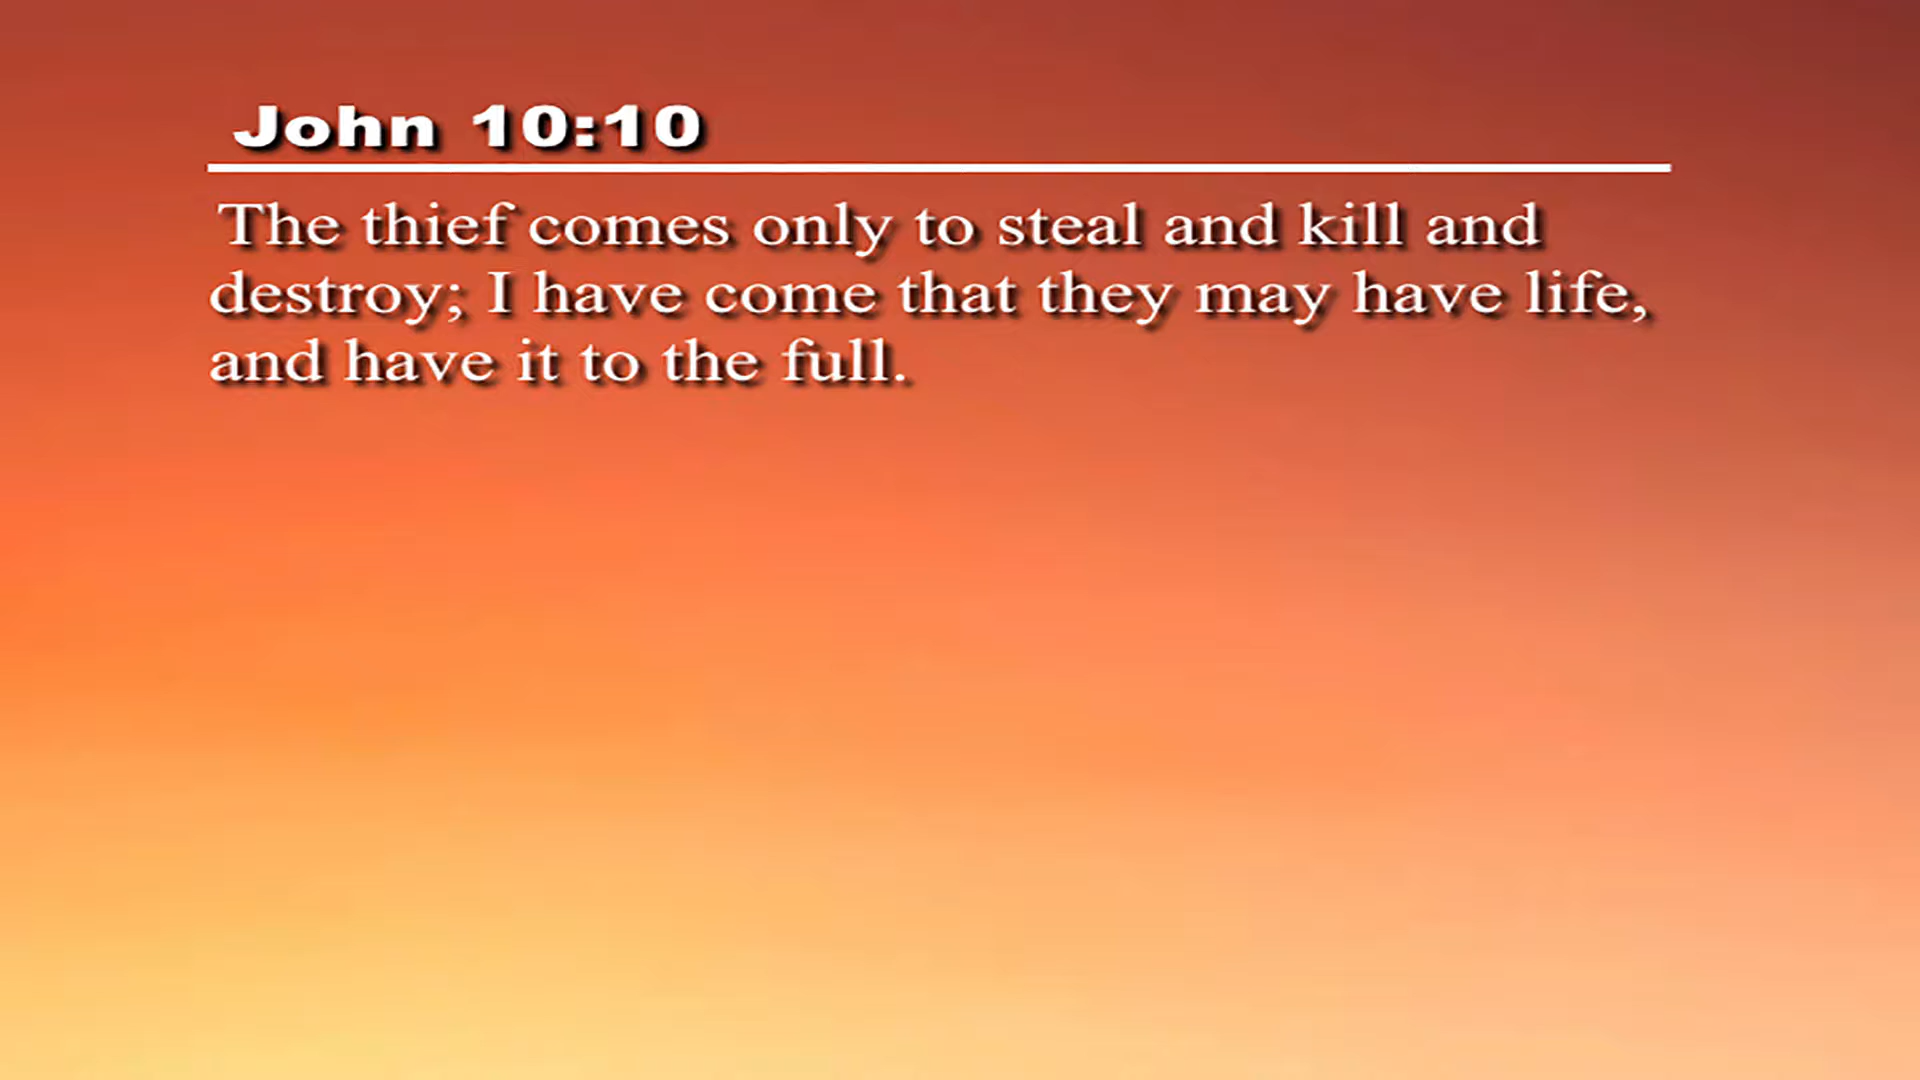 John 10:10
The thief comes only to steal and kill and
destroy; I have come that they may have life,
and have it to the full.